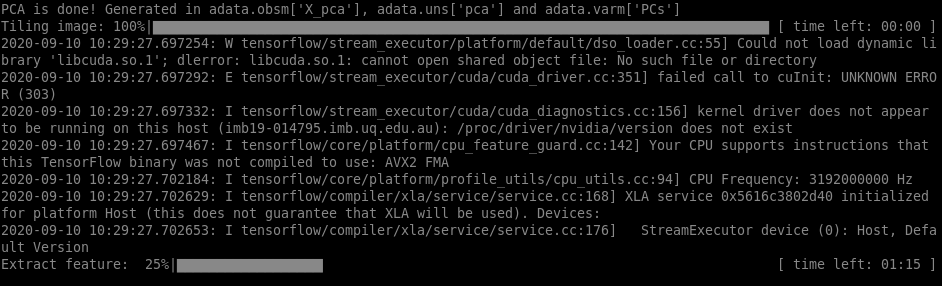 PCA is done! Generated in adata.obsm['X_pca'], adata.uns['pca'] and adata.varm['PCs']
Tiling image: 100%| [ time left: 00:00 ]
2020-09-10 10:29:27.697254: W tensorflow/stream_executor/platform/default/dso_loader.cc:55] Could not load dynamic li
brary 'libcuda.so.1'; dlerror: libcuda.so.1: cannot open shared object file: No such file or directory
2020-09-10 10:29:27.697292: E tensorflow/stream_executor/cuda/cuda_driver.cc:351] failed call to cuInit: UNKNOWN ERRO
R (303)
2020-09-10 10:29:27.697332: I tensorflow/stream_executor/cuda/cuda_diagnostics.cc:156] kernel driver does not appear
to be running on this host (imb19-014795.imb.uq.edu.au): /proc/driver/nvidia/version does not exist
2020-09-10 10:29:27.697467: I tensorflow/core/platform/cpu_feature_guard.cc:142] Your CPU supports instructions that
this TensorFlow binary was not compiled to use: AVX2 FMA
2020-09-10 10:29:27.702184: I tensorflow/core/platform/profile_utils/cpu_utils.cc:94] CPU Frequency: 3192000000 Hz
2020-09-10 10:29:27.702629: I tensorflow/compiler/xla/service/service.cc:168] XLA service 0x5616c3802d40 initialized
for platform Host (this does not guarantee that XLA will be used). Devices:
2020-09-10 10:29:27.702653: I tensorflow/compiler/xla/service/service.cc:176]   StreamExecutor device (0): Host, Defa
ult Version
Extract feature:  25%| [ time left: 01:15 ]